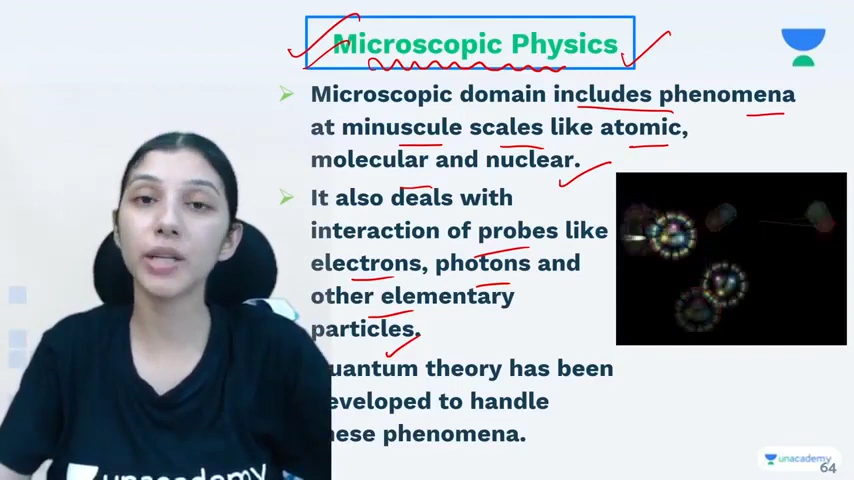 Microscopic Physics
Microscopic domain includes phenomena
at minuscule scales like atomic,
molecular and nuclear.
It also deals with
interaction of probes like
electrons, photons and
other elementary
particles.
uantum theory has been
eveloped to handle
hese phenomena.
unacademy
unacademy
64